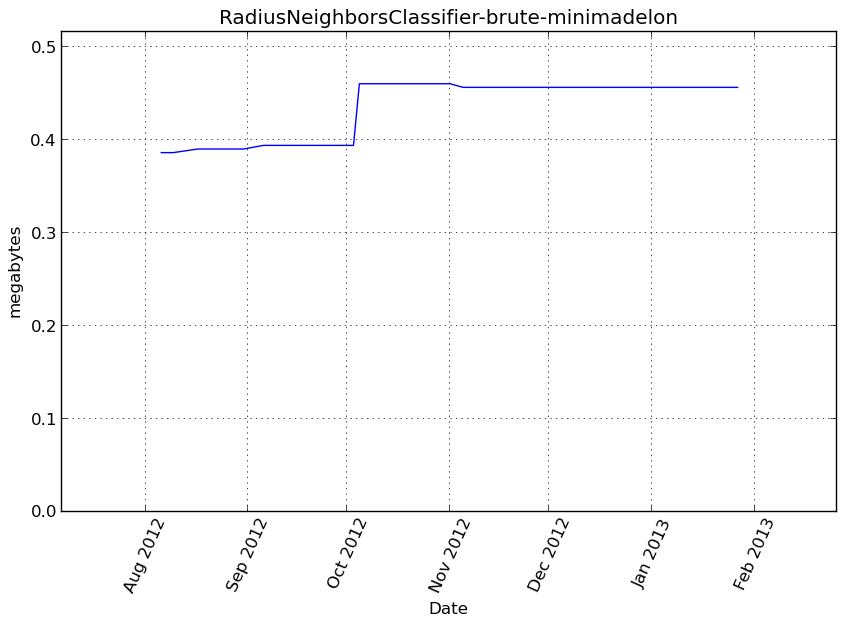 RadiusNeighborsClassifier-brute-minimadelon
0.5
0.4
0.3
0.2
0.1
0.0
megabytes
Aug 2012
Sep 2012
Oct 2012
Nov 2012
Dec 2012
Jan 2013
Feb 2013
Date